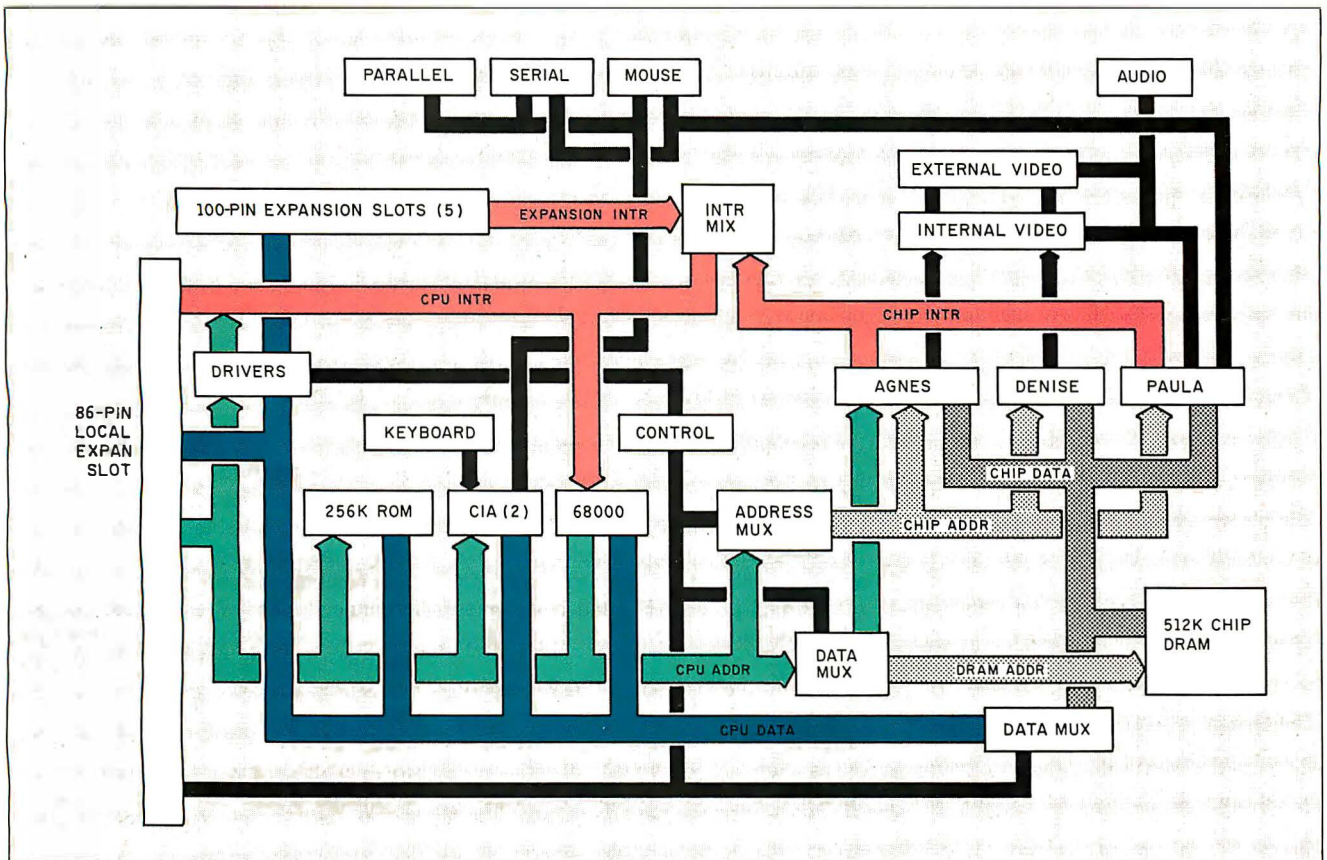 PARALLEL
SERIAL
MOUSE
AUDIO
EXTERNAL VIDEO
100-PIN EXPANSION SLOTS (5)
EXPANSION INTR
INTR
MIX
INTERNAL VIDEO
CPU INTR
CHIP INTR
DRIVERS
AGNES
DENISE
PAULA
86-PIN
LOCAL
EXPAN
SLOT
KEYBOARD
CONTROL
CHIP DATA
256K ROM
CIA (2)
68000
ADDRESS
MUX
CHIP ADDR
512K CHIP
DRAM
CPU ADDR
DATA
MUX
DRAM ADDR
CPU DATA
DATA MUX